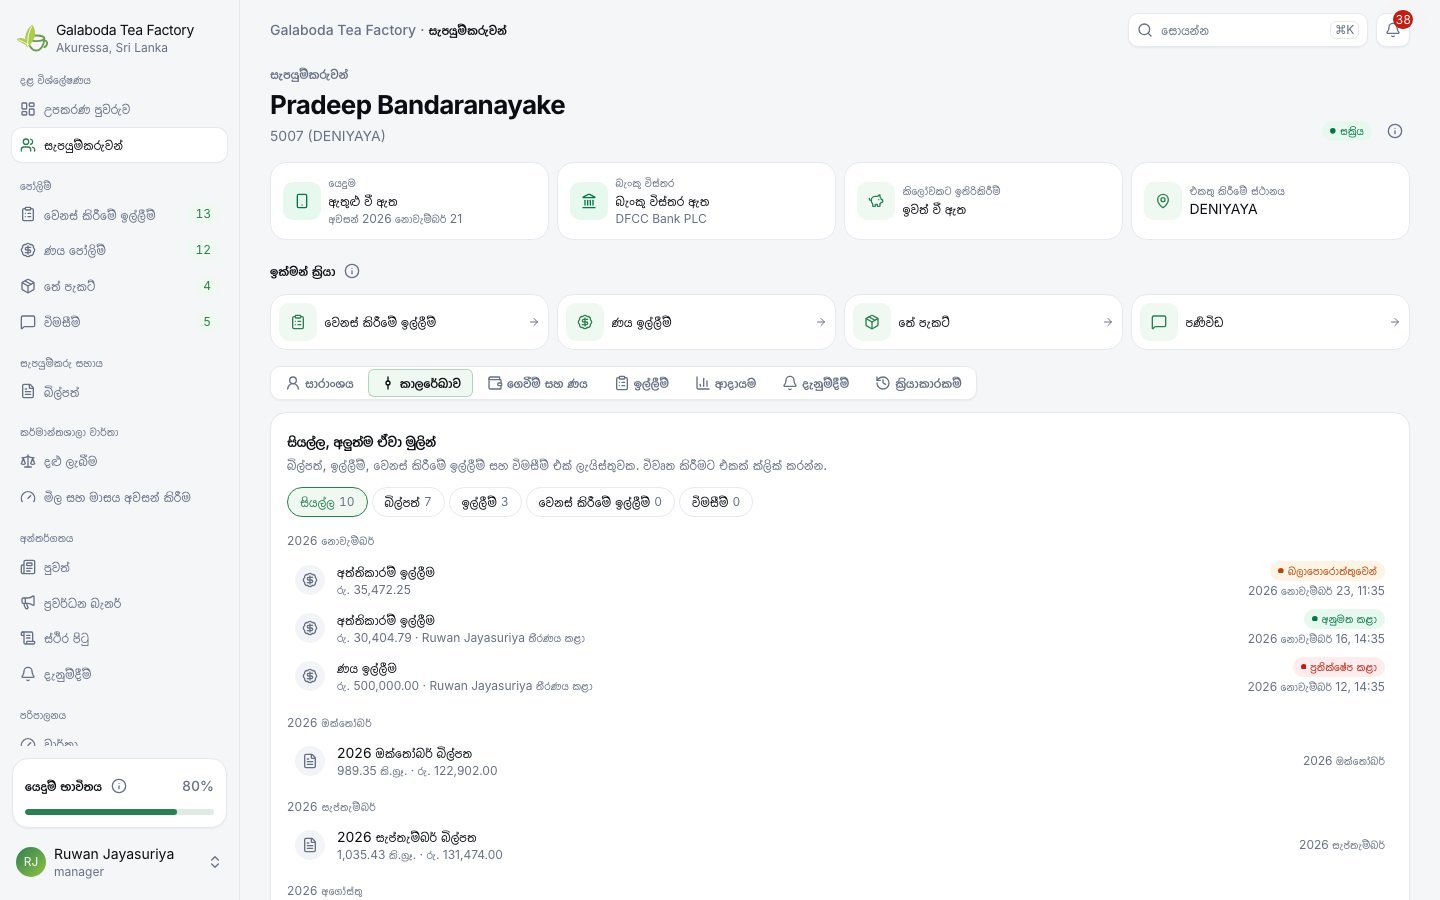 Galaboda Tea Factory
Akuressa, Sri Lanka
දළු විශ්ලේෂණය
උපකරණ පුවරුව
සැපයුම්කරුවන්
පෝලිම්
වෙනස් කිරීමේ ඉල්ලීම් 13
ණය පෝලිම් 12
තේ පැකට් 4
විමසීම් 5
සැපයුම්කරු සහාය
බිල්පත්
කර්මාන්තශාලා වාර්තා
දළු ලැබීම
මිල සහ මාසය අවසන් කිරීම
අන්තර්ගතය
පුවත්
ප්‍රවර්ධන බැනර්
ස්ථිර පිටු
දැනුම්දීම්
පරිපාලනය
වාර්තා
යෙදුම් භාවිතය 80%
RJ
Ruwan Jayasuriya
manager
Galaboda Tea Factory · සැපයුම්කරුවන්
සොයන්න ⌘K
38
සැපයුම්කරුවන්
Pradeep Bandaranayake
5007 (DENIYAYA)
සක්‍රිය
යෙදුම
ඇතුළු වී ඇත
අවසන් 2026 නොවැම්බර් 21
බැංකු විස්තර
බැංකු විස්තර ඇත
DFCC Bank PLC
කිලෝවකට ඉතිරිකිරීම්
ඉවත් වී ඇත
එකතු කිරීමේ ස්ථානය
DENIYAYA
ඉක්මන් ක්‍රියා
වෙනස් කිරීමේ ඉල්ලීම්
ණය ඉල්ලීම්
තේ පැකට්
පණිවිඩ
සාරාංශය
කාලරේඛාව
ගෙවීම් සහ ණය
ඉල්ලීම්
ආදායම
දැනුම්දීම්
ක්‍රියාකාරකම්
සියල්ල, අලුත්ම ඒවා මුලින්
බිල්පත්, ඉල්ලීම්, වෙනස් කිරීමේ ඉල්ලීම් සහ විමසීම් එක් ලැයිස්තුවක. විවෘත කිරීමට එකක් ක්ලික් කරන්න.
සියල්ල 10
බිල්පත් 7
ඉල්ලීම් 3
වෙනස් කිරීමේ ඉල්ලීම් 0
විමසීම් 0
2026 නොවැම්බර්
අත්තිකාරම් ඉල්ලීම
රු. 35,472.25
බලාපොරොත්තුවෙන්
2026 නොවැම්බර් 23, 11:35
අත්තිකාරම් ඉල්ලීම
රු. 30,404.79 · Ruwan Jayasuriya තීරණය කළා
අනුමත කළා
2026 නොවැම්බර් 16, 14:35
ණය ඉල්ලීම
රු. 500,000.00 · Ruwan Jayasuriya තීරණය කළා
ප්‍රතික්ෂේප කළා
2026 නොවැම්බර් 12, 14:35
2026 ඔක්තෝබර්
2026 ඔක්තෝබර් බිල්පත
989.35 කි.ග්‍රෑ. · රු. 122,902.00
2026 ඔක්තෝබර්
2026 සැප්තැම්බර්
2026 සැප්තැම්බර් බිල්පත
1,035.43 කි.ග්‍රෑ. · රු. 131,474.00
2026 සැප්තැම්බර්
2026 අගෝස්තු